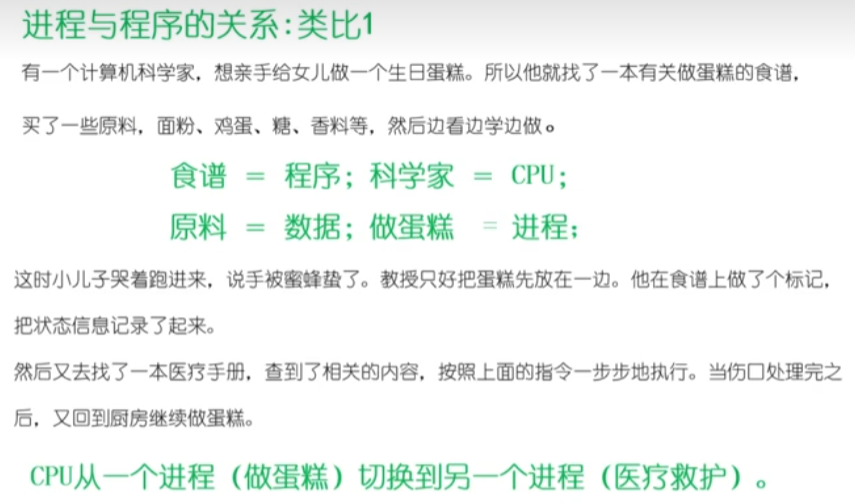 进程与程序的关系:类比1
有一个计算机科学家，想亲手给女儿做一个生日蛋糕。所以他就找了一本有关做蛋糕的食谱，
买了一些原料，面粉、鸡蛋、糖、香料等，然后边看边学边做。
食谱 = 程序; 科学家 = CPU;
原料 = 数据; 做蛋糕 = 进程;
这时小儿子哭着跑进来，说手被蜜蜂蛰了。教授只好把蛋糕先放在一边。他在食谱上做了个标记，
把状态信息记录了起来。
然后又去找了一本医疗手册，查到了相关的内容，按照上面的指令一步步地执行。当伤口处理完之
后，又回到厨房继续做蛋糕。
CPU从一个进程（做蛋糕）切换到另一个进程（医疗救护）。